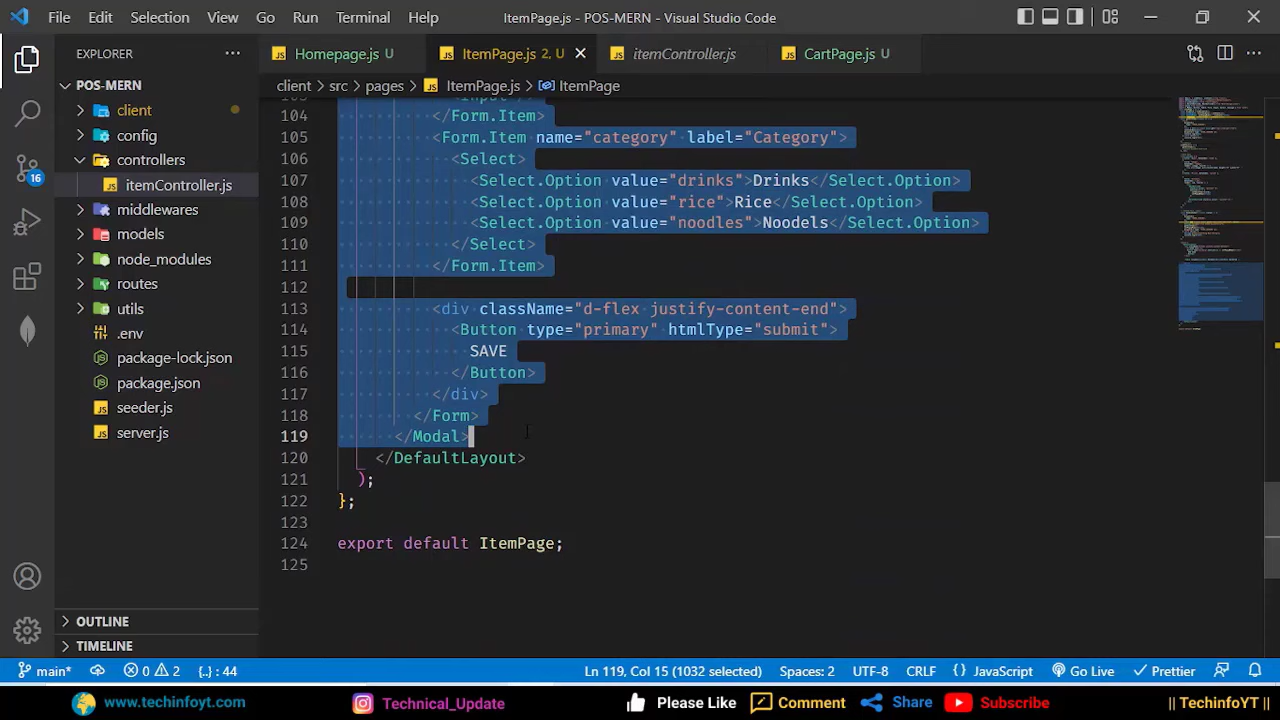 File Edit Selection View Go Run Terminal Help ItemPage.js - POS-MERN - Visual Studio Code
EXPLORER
POS-MERN
client
config
controllers
itemController.js
middlewares
models
node_modules
routes
utils
.env
package-lock.json
package.json
seeder.js
server.js
OUTLINE
TIMELINE
16
Homepage.js U ItemPage.js 2, U itemController.js CartPage.js U
client > src > pages > ItemPage.js > ItemPage
103 <Input />
104 </Form.Item>
105 <Form.Item name="category" label="Category">
106 <Select>
107 <Select.Option value="drinks">Drinks</Select.Option>
108 <Select.Option value="rice">Rice</Select.Option>
109 <Select.Option value="noodles">Noodels</Select.Option>
110 </Select>
111 </Form.Item>
112
113 <div className="d-flex justify-content-end">
114 <Button type="primary" htmlType="submit">
115 SAVE
116 </Button>
117 </div>
118 </Form>
119 </Modal>
120 </DefaultLayout>
121 );
122 };
123
124 export default ItemPage;
125
main* 0 2 {..} : 44 Ln 119, Col 15 (1032 selected) Spaces: 2 UTF-8 CRLF {} JavaScript Go Live Prettier
www.techinfoyt.com Technical_Update Please Like Comment Share Subscribe || TechinfoYT ||